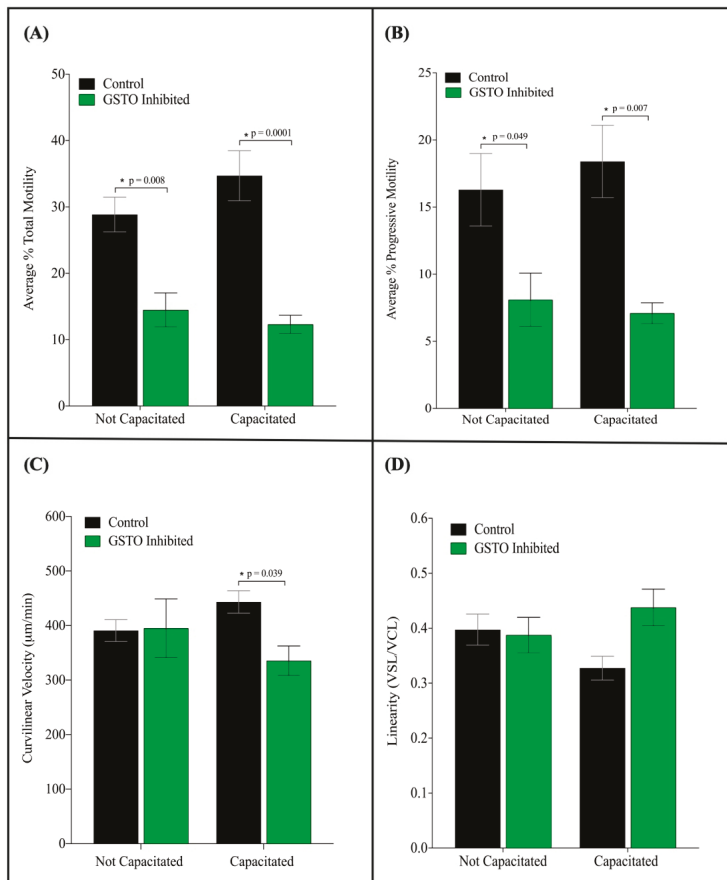 (A)
Control
GSTO Inhibited
Average % Total Motility
50
40
30
20
10
0
* p = 0.008
* p = 0.0001
Not Capacitated
Capacitated
(B)
Control
GSTO Inhibited
Average % Progressive Motility
25
20
15
10
5
0
* p = 0.049
* p = 0.007
Not Capacitated
Capacitated
(C)
Control
GSTO Inhibited
Curvilinear Velocity (μm/min)
600
500
400
300
200
100
0
* p = 0.039
Not Capacitated
Capacitated
(D)
Control
GSTO Inhibited
Linearity (VSL/VCL)
0.6
0.5
0.4
0.3
0.2
0.1
0.0
Not Capacitated
Capacitated